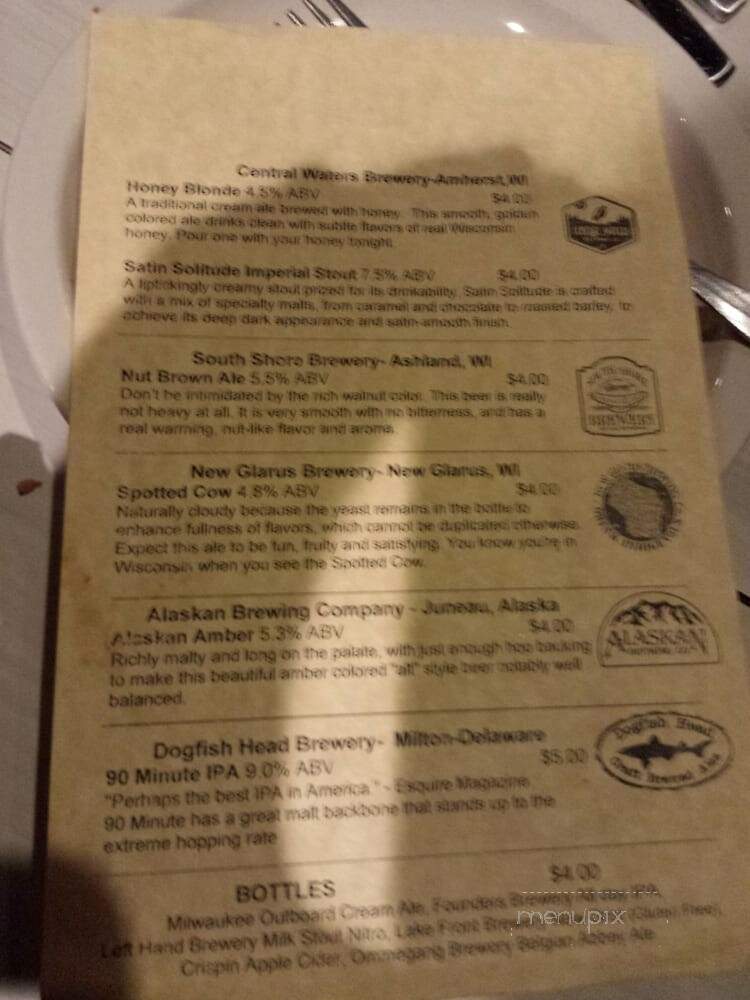 Central Waters Brewery-Amherst, WI
Honey Blonde 4.5% ABV $4.00
A traditional cream ale brewed with honey. This smooth, golden
colored ale drinks clean with subtle flavors of real Wisconsin
honey. Pour one with your honey tonight.
Satin Solitude Imperial Stout 7.5% ABV $4.00
A liptickingly creamy stout prized for its drinkability. Satin Solitude is crafted
with a mix of specialty malts, from caramel and chocolate to roasted barley, to
achieve its deep dark appearance and satin-smooth finish.
South Shore Brewery- Ashland, WI
Nut Brown Ale 5.5% ABV $4.00
Don't be intimidated by the rich walnut color. This beer is really
not heavy at all. It is very smooth with no bitterness, and has a
real warming, nut-like flavor and aroma.
SOUTH SHORE
BREWERY
New Glarus Brewery- New Glarus, WI
Spotted Cow 4.8% ABV $4.00
Naturally cloudy because the yeast remains in the bottle to
enhance fullness of flavors, which cannot be duplicated otherwise.
Expect this ale to be fun, fruity and satisfying. You know you're in
Wisconsin when you see the Spotted Cow.
Alaskan Brewing Company - Juneau, Alaska
Alaskan Amber 5.3% ABV $4.00
Richly malty and long on the palate, with just enough hop backing
to make this beautiful amber colored "alt" style beer notably well
balanced.
ALASKAN
BREWING CO.
Dogfish Head Brewery- Milton-Delaware
90 Minute IPA 9.0% ABV $5.00
"Perhaps the best IPA in America." - Esquire Magazine.
90 Minute has a great malt backbone that stands up to the
extreme hopping rate
Dogfish Head
Craft Brewed Ales
BOTTLES $4.00
Milwaukee Outboard Cream Ale, Founders Brewery IPA,
Left Hand Brewery Milk Stout Nitro, Lake Front (Gluten Free),
Crispin Apple Cider, Ommegang Brewery Belgian Abbey Ale
menupix